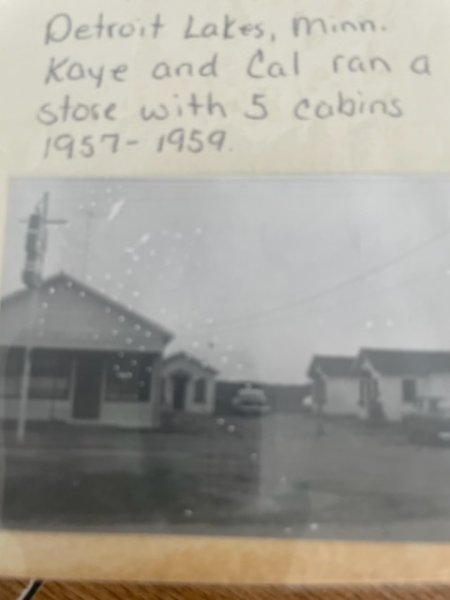 Detroit Lakes, Minn.
Kaye and Cal ran a
store with 5 cabins
1957-1959.